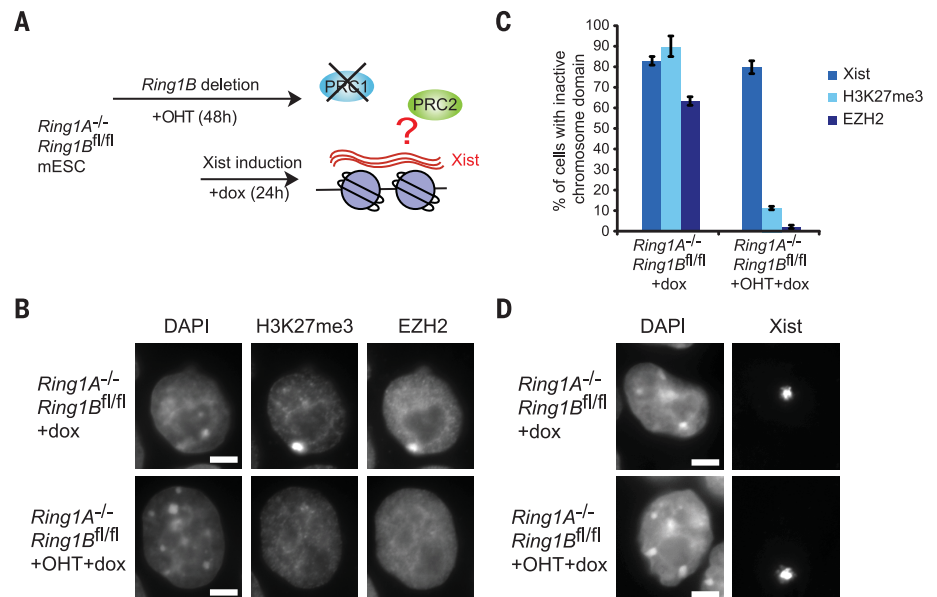 A
Ring1B deletion
+OHT (48h)
Ring1A-/-
Ring1Bfl/fl
mESC
PRC1
PRC2
?
Xist induction
+dox (24h)
Xist
C
% of cells with inactive
chromosome domain
100
90
80
70
60
50
40
30
20
10
0
Xist
H3K27me3
EZH2
Ring1A-/-
Ring1Bfl/fl
+dox
Ring1A-/-
Ring1Bfl/fl
+OHT+dox
B
DAPI H3K27me3 EZH2
Ring1A-/-
Ring1Bfl/fl
+dox
Ring1A-/-
Ring1Bfl/fl
+OHT+dox
D
DAPI Xist
Ring1A-/-
Ring1Bfl/fl
+dox
Ring1A-/-
Ring1Bfl/fl
+OHT+dox